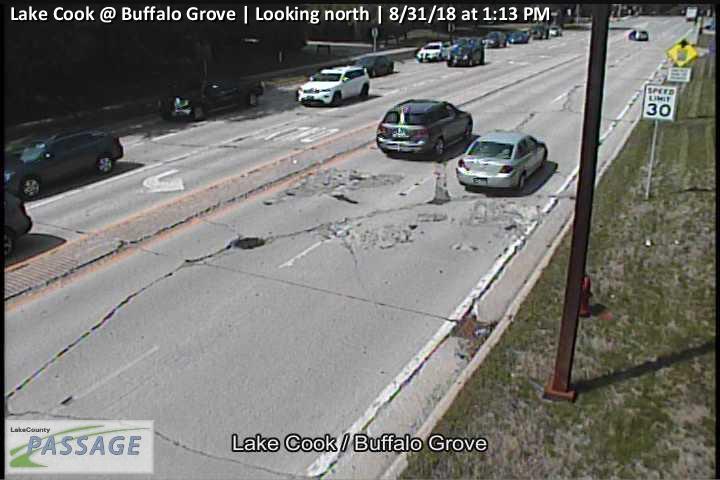 Lake Cook @ Buffalo Grove | Looking north | 8/31/18 at 1:13 PM
SPEED
LIMIT
30
LakeCounty
PASSAGE
Lake Cook / Buffalo Grove